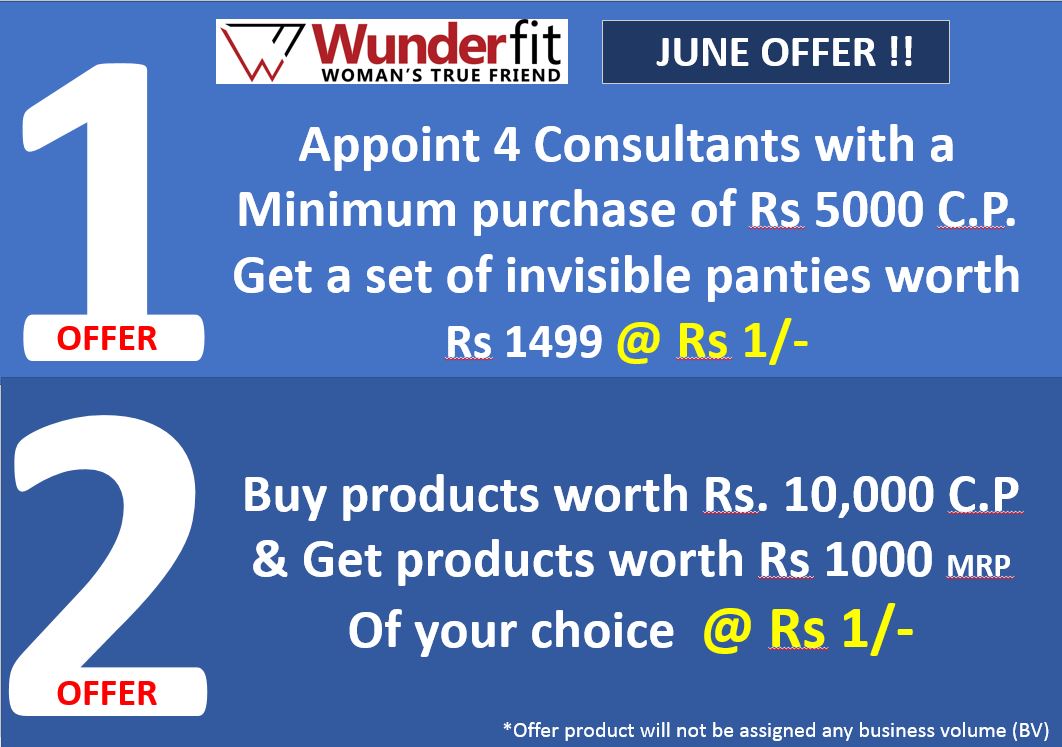 Wunderfit
WOMAN'S TRUE FRIEND
JUNE OFFER !!
1
OFFER
Appoint 4 Consultants with a
Minimum purchase of Rs 5000 C.P.
Get a set of invisible panties worth
Rs 1499 @ Rs 1/-
2
OFFER
Buy products worth Rs. 10,000 C.P
& Get products worth Rs 1000 MRP
Of your choice @ Rs 1/-
*Offer product will not be assigned any business volume (BV)